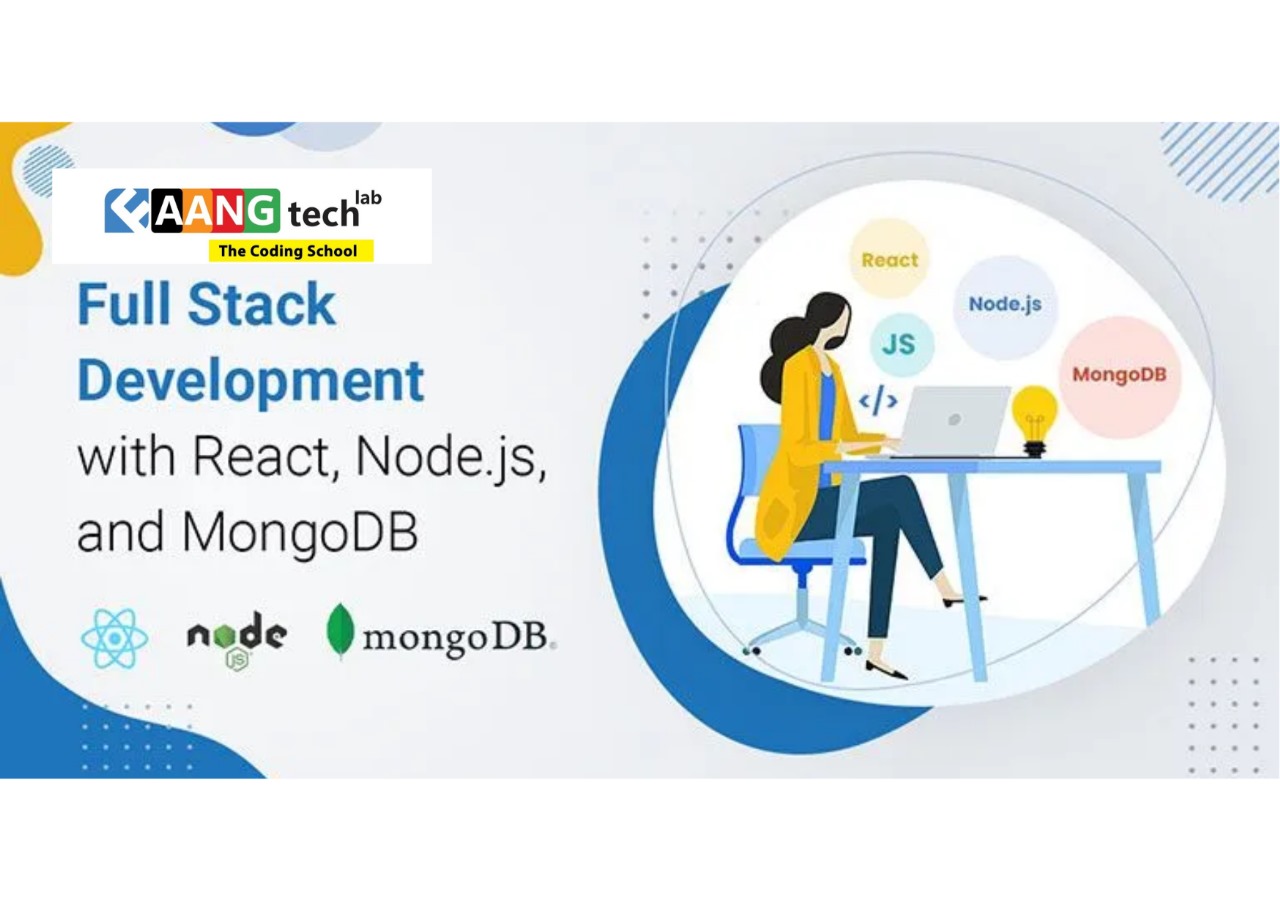 FAANG tech lab
The Coding School
Full Stack
Development
with React, Node.js,
and MongoDB
node
JS
mongoDB®
React
Node.js
JS
</>
MongoDB